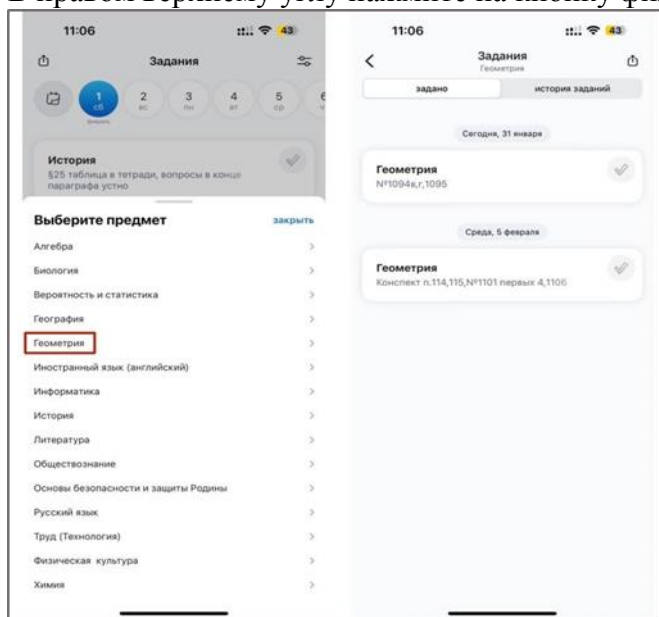 В правом верхнему углу нажмите на кнопку
11:06
43
Задания
1
сб
февраль
2
вс
3
пн
4
вт
5
ср
6
История
§25 таблица в тетради, вопросы в конце
параграфа устно
Выберите предмет
закрыть
Алгебра
Биология
Вероятность и статистика
География
Геометрия
Иностранный язык (английский)
Информатика
История
Литература
Обществознание
Основы безопасности и защиты Родины
Русский язык
Труд (Технология)
Физическая культура
Химия
11:06
43
Задания
Геометрия
задано
история заданий
Сегодня, 31 января
Геометрия
№1094в,г,1095
Среда, 5 февраля
Геометрия
Конспект п.114,115,№1101 первых 4,1106